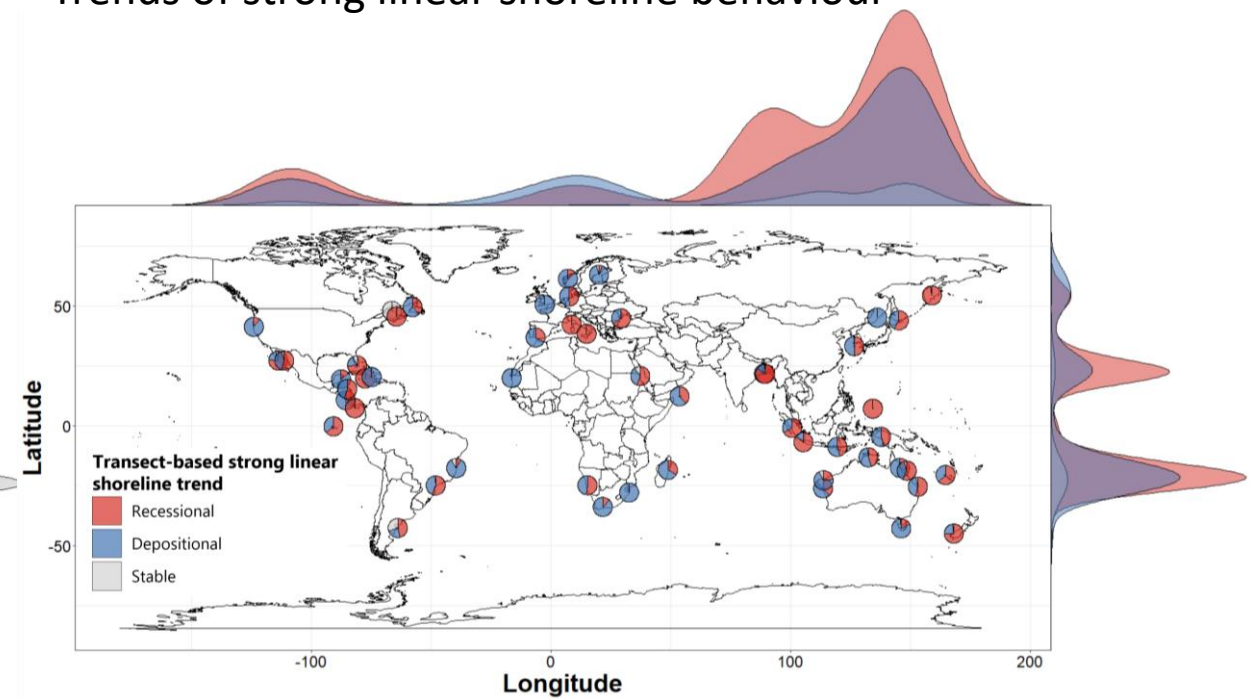 Trends of strong linear shoreline behaviour
Latitude
50
0
-50
Transect-based strong linear
shoreline trend
Recessional
Depositional
Stable
-100
0
100
200
Longitude